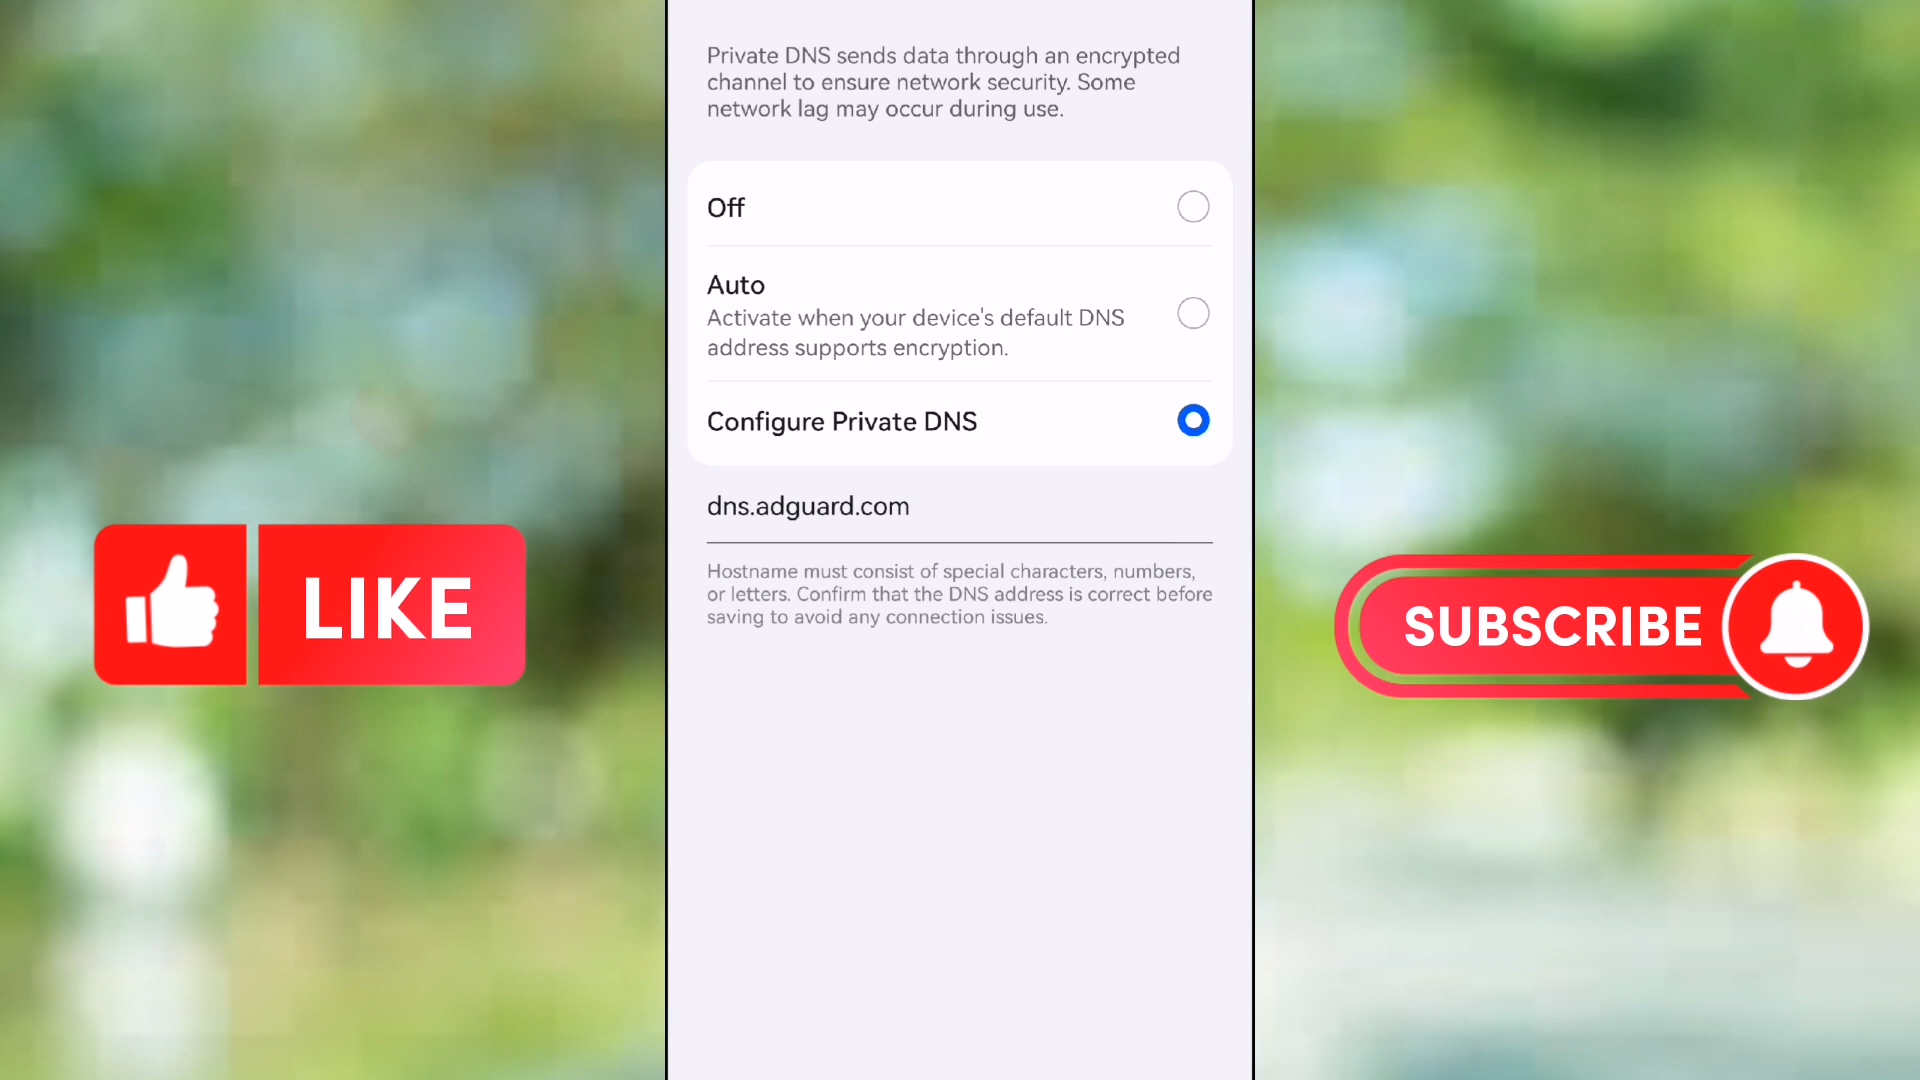 Private DNS sends data through an encrypted
channel to ensure network security. Some
network lag may occur during use.
Off
Auto
Activate when your device's default DNS
address supports encryption.
Configure Private DNS
dns.adguard.com
Hostname must consist of special characters, numbers,
or letters. Confirm that the DNS address is correct before
saving to avoid any connection issues.
LIKE
SUBSCRIBE